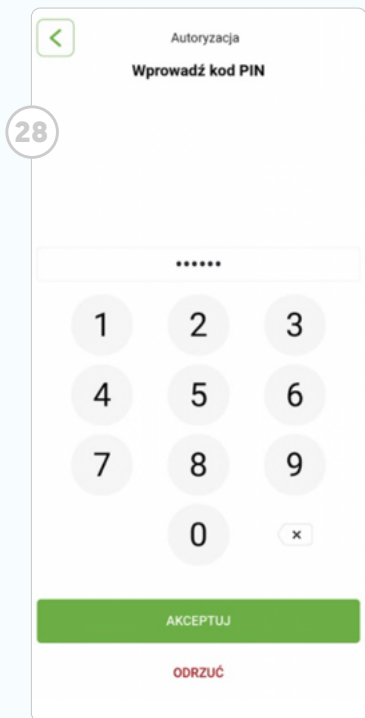 Autoryzacja
Wprowadź kod PIN
28
••••••
1 2 3
4 5 6
7 8 9
0 ×
AKCEPTUJ
ODRZUĆ